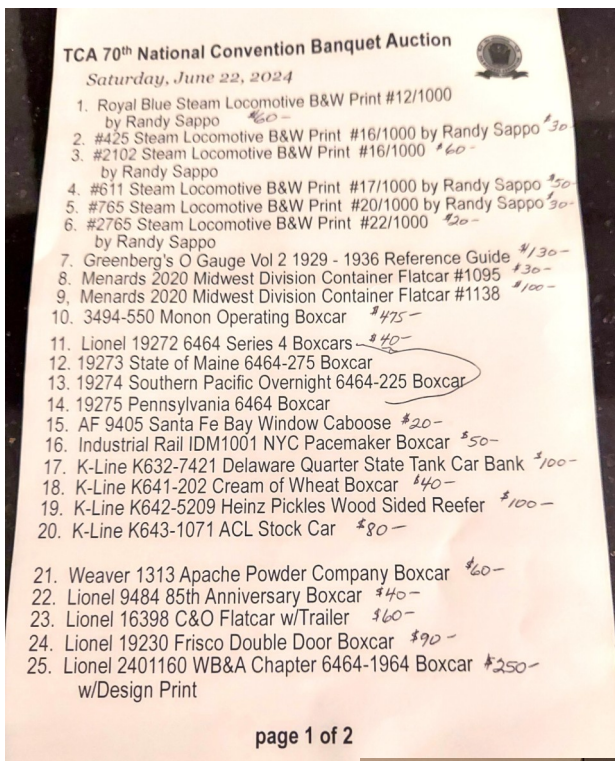 TCA 70th National Convention Banquet Auction
Saturday, June 22, 2024
1. Royal Blue Steam Locomotive B&W Print #12/1000
by Randy Sappo $60-
2. #425 Steam Locomotive B&W Print #16/1000 by Randy Sappo $30-
3. #2102 Steam Locomotive B&W Print #16/1000 $60-
by Randy Sappo
4. #611 Steam Locomotive B&W Print #17/1000 by Randy Sappo $50-
5. #765 Steam Locomotive B&W Print #20/1000 by Randy Sappo $30-
6. #2765 Steam Locomotive B&W Print #22/1000 $20-
by Randy Sappo
7. Greenberg's O Gauge Vol 2 1929 - 1936 Reference Guide $130-
8. Menards 2020 Midwest Division Container Flatcar #1095 $30-
9, Menards 2020 Midwest Division Container Flatcar #1138 $100-
10. 3494-550 Monon Operating Boxcar $475-
11. Lionel 19272 6464 Series 4 Boxcars $40-
12. 19273 State of Maine 6464-275 Boxcar
13. 19274 Southern Pacific Overnight 6464-225 Boxcar
14. 19275 Pennsylvania 6464 Boxcar
15. AF 9405 Santa Fe Bay Window Caboose $20-
16. Industrial Rail IDM1001 NYC Pacemaker Boxcar $50-
17. K-Line K632-7421 Delaware Quarter State Tank Car Bank $100-
18. K-Line K641-202 Cream of Wheat Boxcar $40-
19. K-Line K642-5209 Heinz Pickles Wood Sided Reefer $100-
20. K-Line K643-1071 ACL Stock Car $80-
21. Weaver 1313 Apache Powder Company Boxcar $60-
22. Lionel 9484 85th Anniversary Boxcar $40-
23. Lionel 16398 C&O Flatcar w/Trailer $60-
24. Lionel 19230 Frisco Double Door Boxcar $90-
25. Lionel 2401160 WB&A Chapter 6464-1964 Boxcar $250-
w/Design Print
page 1 of 2